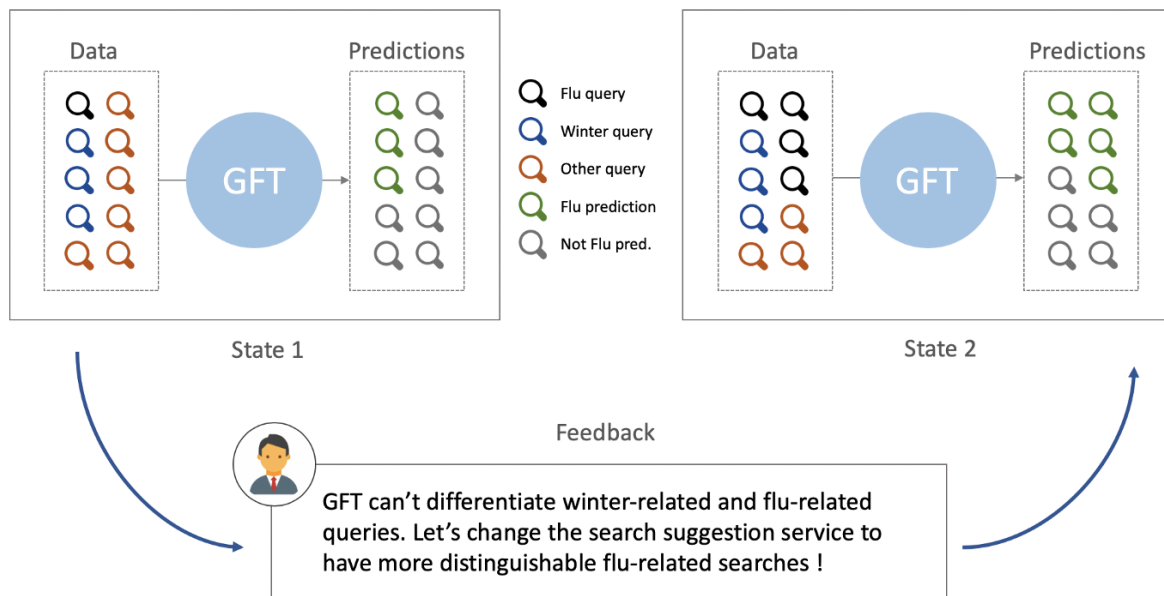 Data
Predictions
GFT
State 1
Flu query
Winter query
Other query
Flu prediction
Not Flu pred.
Data
Predictions
GFT
State 2
Feedback
GFT can't differentiate winter-related and flu-related
queries. Let's change the search suggestion service to
have more distinguishable flu-related searches !